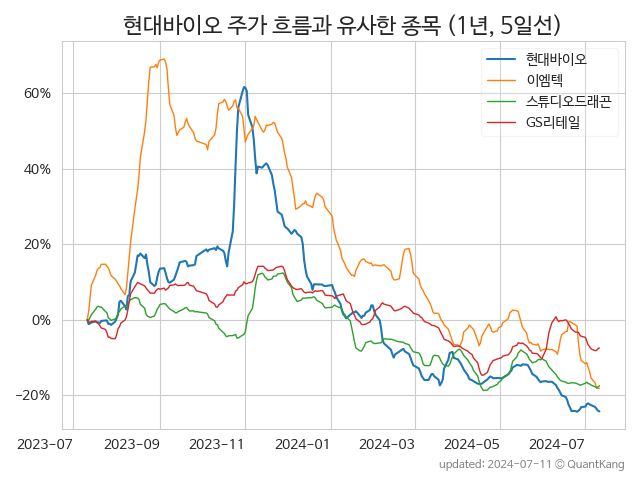 현대바이오 주가 흐름과 유사한 종목 (1년, 5일선)
현대바이오
이엠텍
스튜디오드래곤
GS리테일
60%
40%
20%
0%
−20%
2023-07 2023-09 2023-11 2024-01 2024-03 2024-05 2024-07
updated: 2024-07-11 © QuantKang